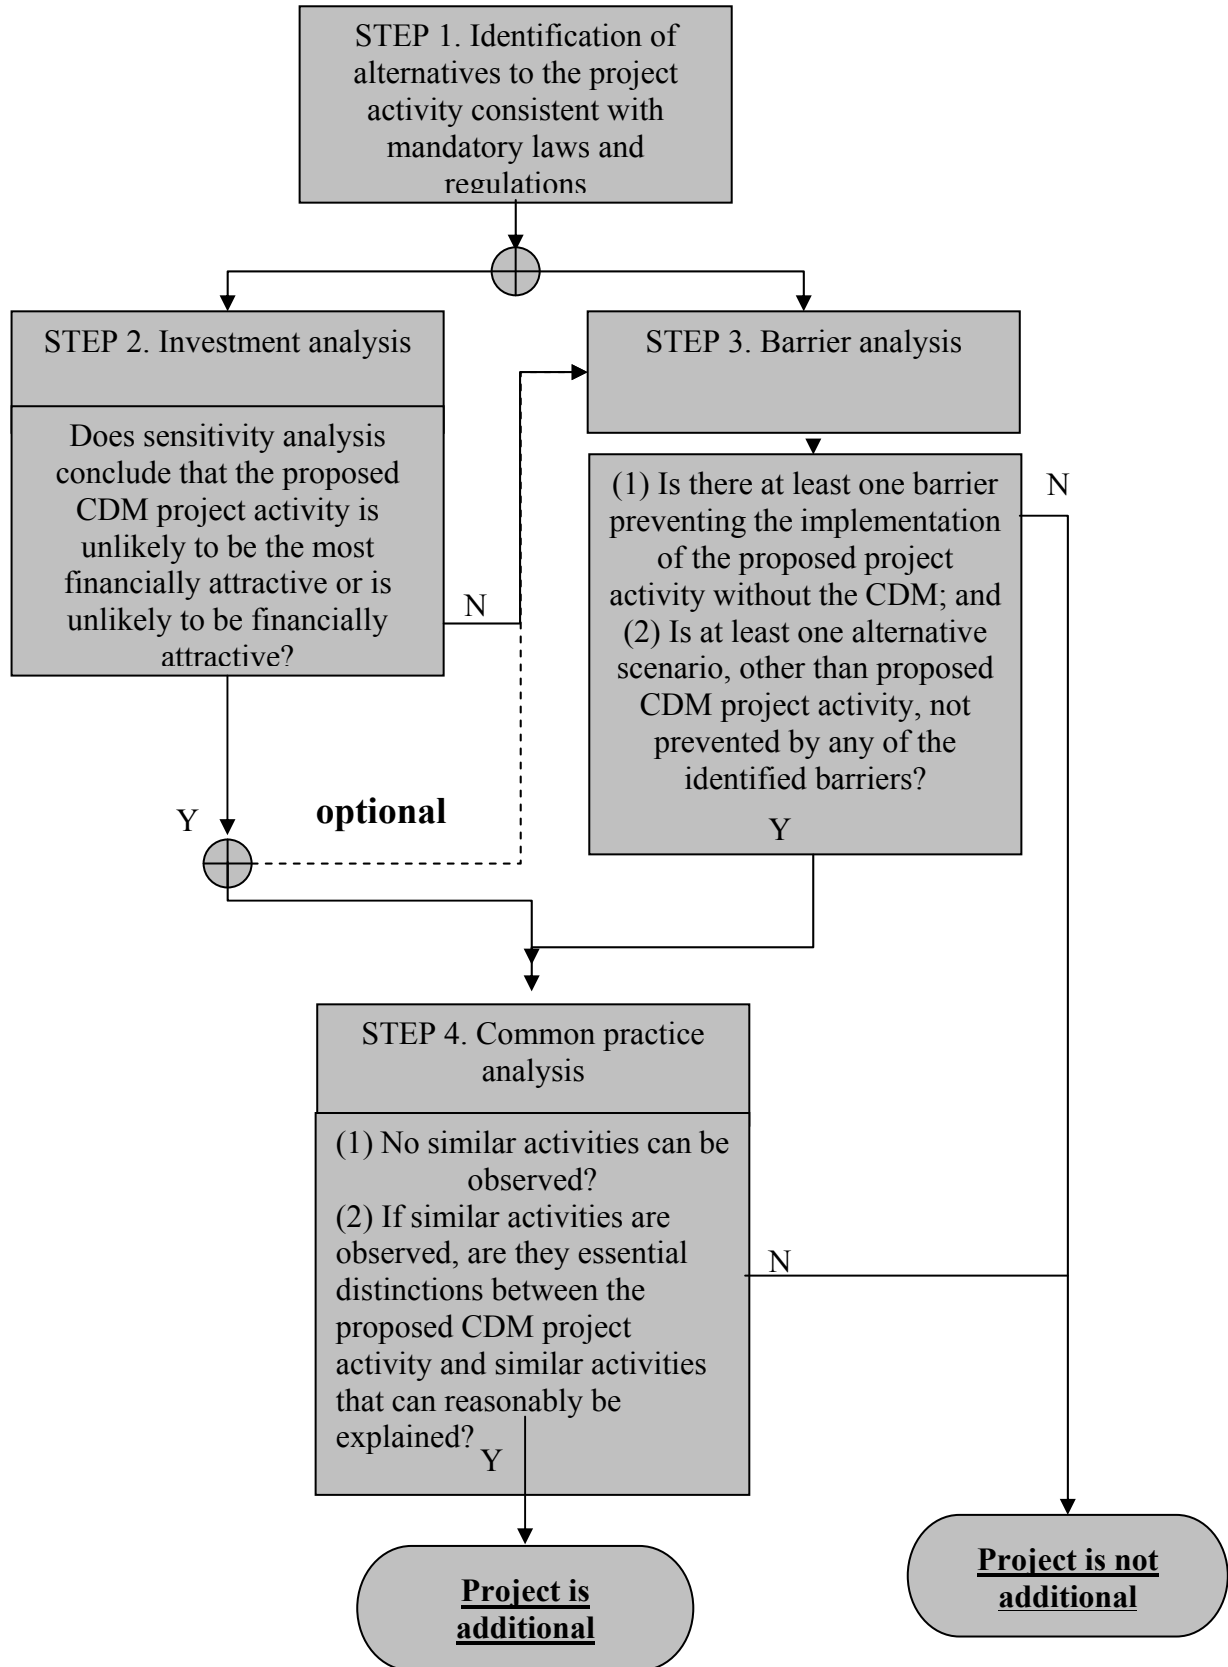 STEP 1. Identification of
alternatives to the project
activity consistent with
mandatory laws and
regulations
STEP 2. Investment analysis
Does sensitivity analysis
conclude that the proposed
CDM project activity is
unlikely to be the most
financially attractive or is
unlikely to be financially
attractive?
N
Y
optional
STEP 3. Barrier analysis
(1) Is there at least one barrier
preventing the implementation
of the proposed project
activity without the CDM; and
(2) Is at least one alternative
scenario, other than proposed
CDM project activity, not
prevented by any of the
identified barriers?
N
Y
STEP 4. Common practice
analysis
(1) No similar activities can be
observed?
(2) If similar activities are
observed, are they essential
distinctions between the
proposed CDM project
activity and similar activities
that can reasonably be
explained?
N
Y
Project is
additional
Project is not
additional